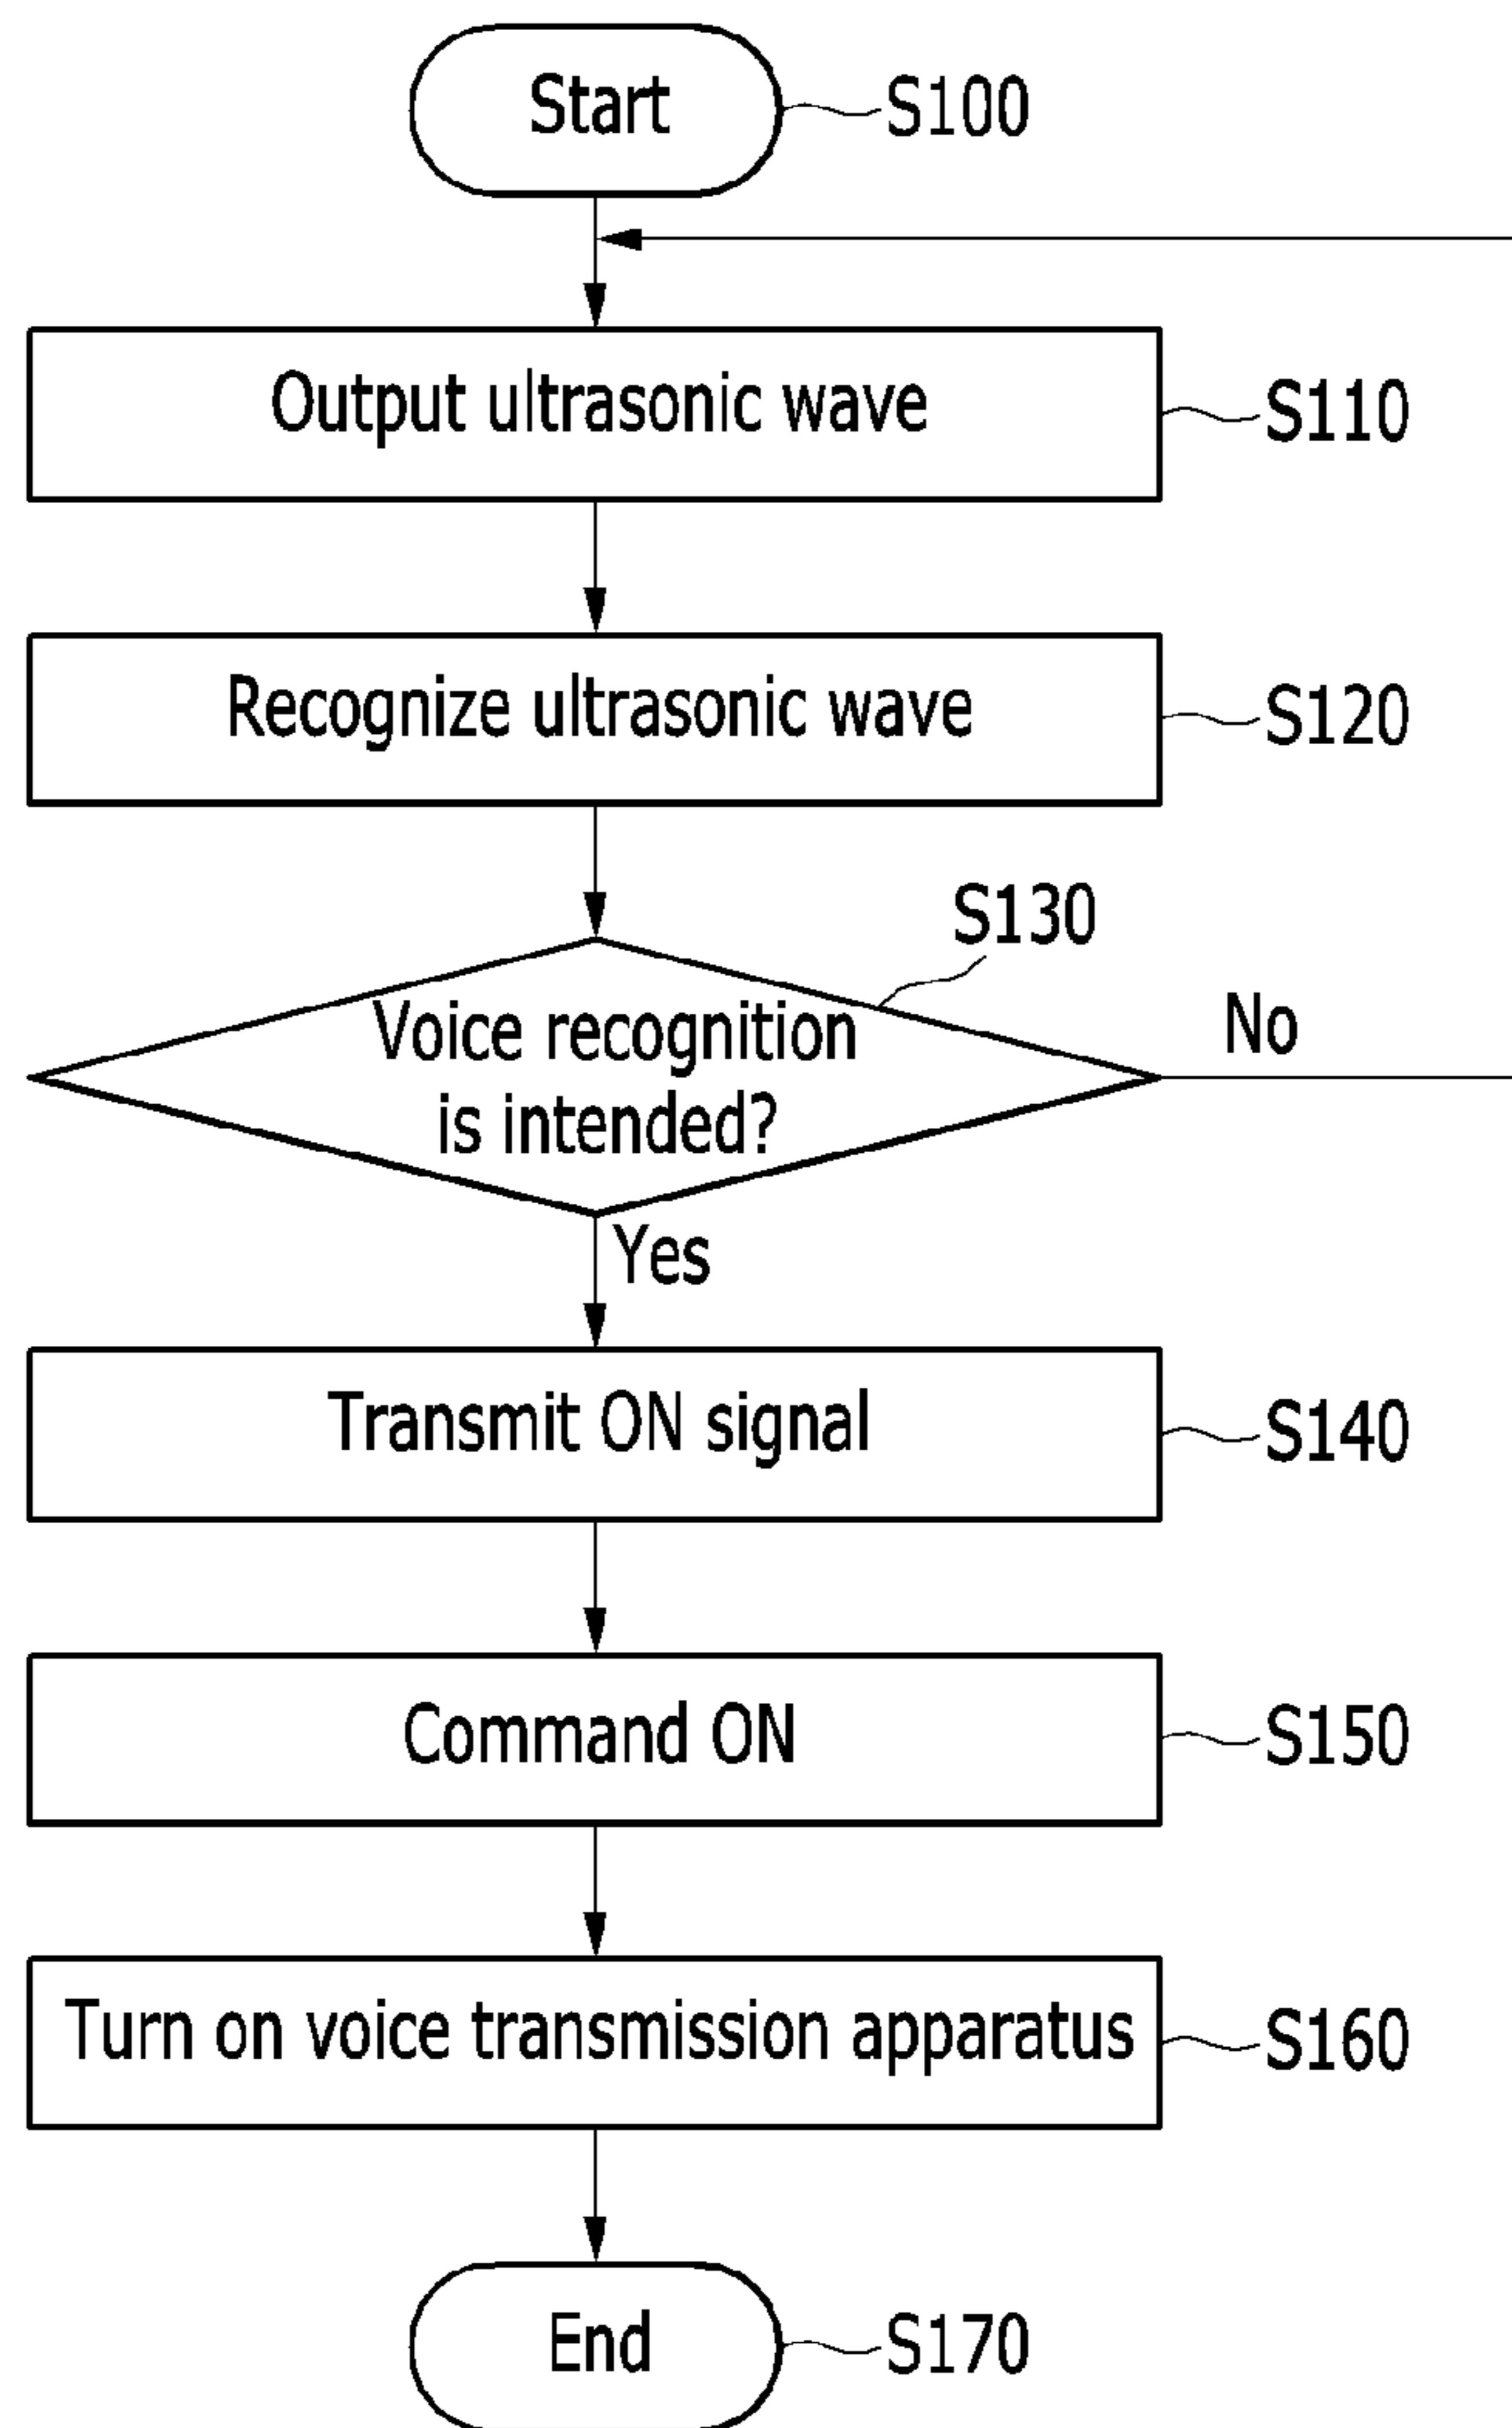 Start
S100
Output ultrasonic wave
S110
Recognize ultrasonic wave
S120
S130
Voice recognition
is intended?
No
Yes
Transmit ON signal
S140
Command ON
S150
Turn on voice transmission apparatus
S160
End
S170